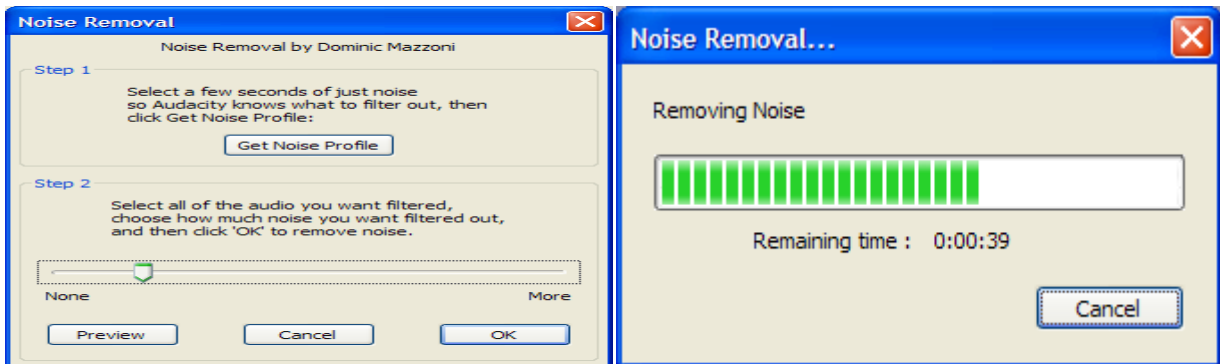 Noise Removal
Noise Removal by Dominic Mazzoni
Step 1
Select a few seconds of just noise
so Audacity knows what to filter out, then
click Get Noise Profile:
Get Noise Profile
Step 2
Select all of the audio you want filtered,
choose how much noise you want filtered out,
and then click 'OK' to remove noise.
None More
Preview Cancel OK
Noise Removal...
Removing Noise
Remaining time : 0:00:39
Cancel